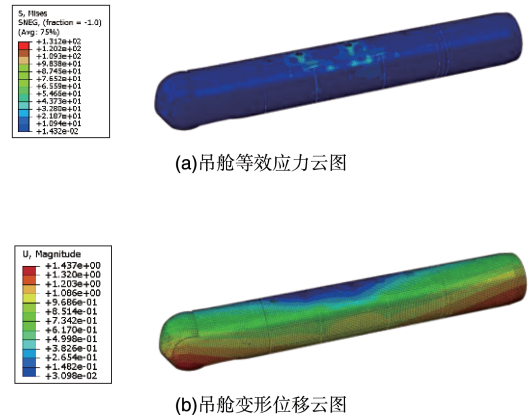 S, Mises
SNEG, (fraction = -1.0)
(Avg: 75%)
+1.312e+02
+1.202e+02
+1.093e+02
+9.838e+01
+8.745e+01
+7.652e+01
+6.559e+01
+5.466e+01
+4.373e+01
+3.280e+01
+2.187e+01
+1.094e+01
+1.432e-02
(a)吊舱等效应力云图
U, Magnitude
+1.437e+00
+1.320e+00
+1.203e+00
+1.086e+00
+9.686e-01
+8.514e-01
+7.342e-01
+6.170e-01
+4.998e-01
+3.826e-01
+2.654e-01
+1.482e-01
+3.098e-02
(b)吊舱变形位移云图